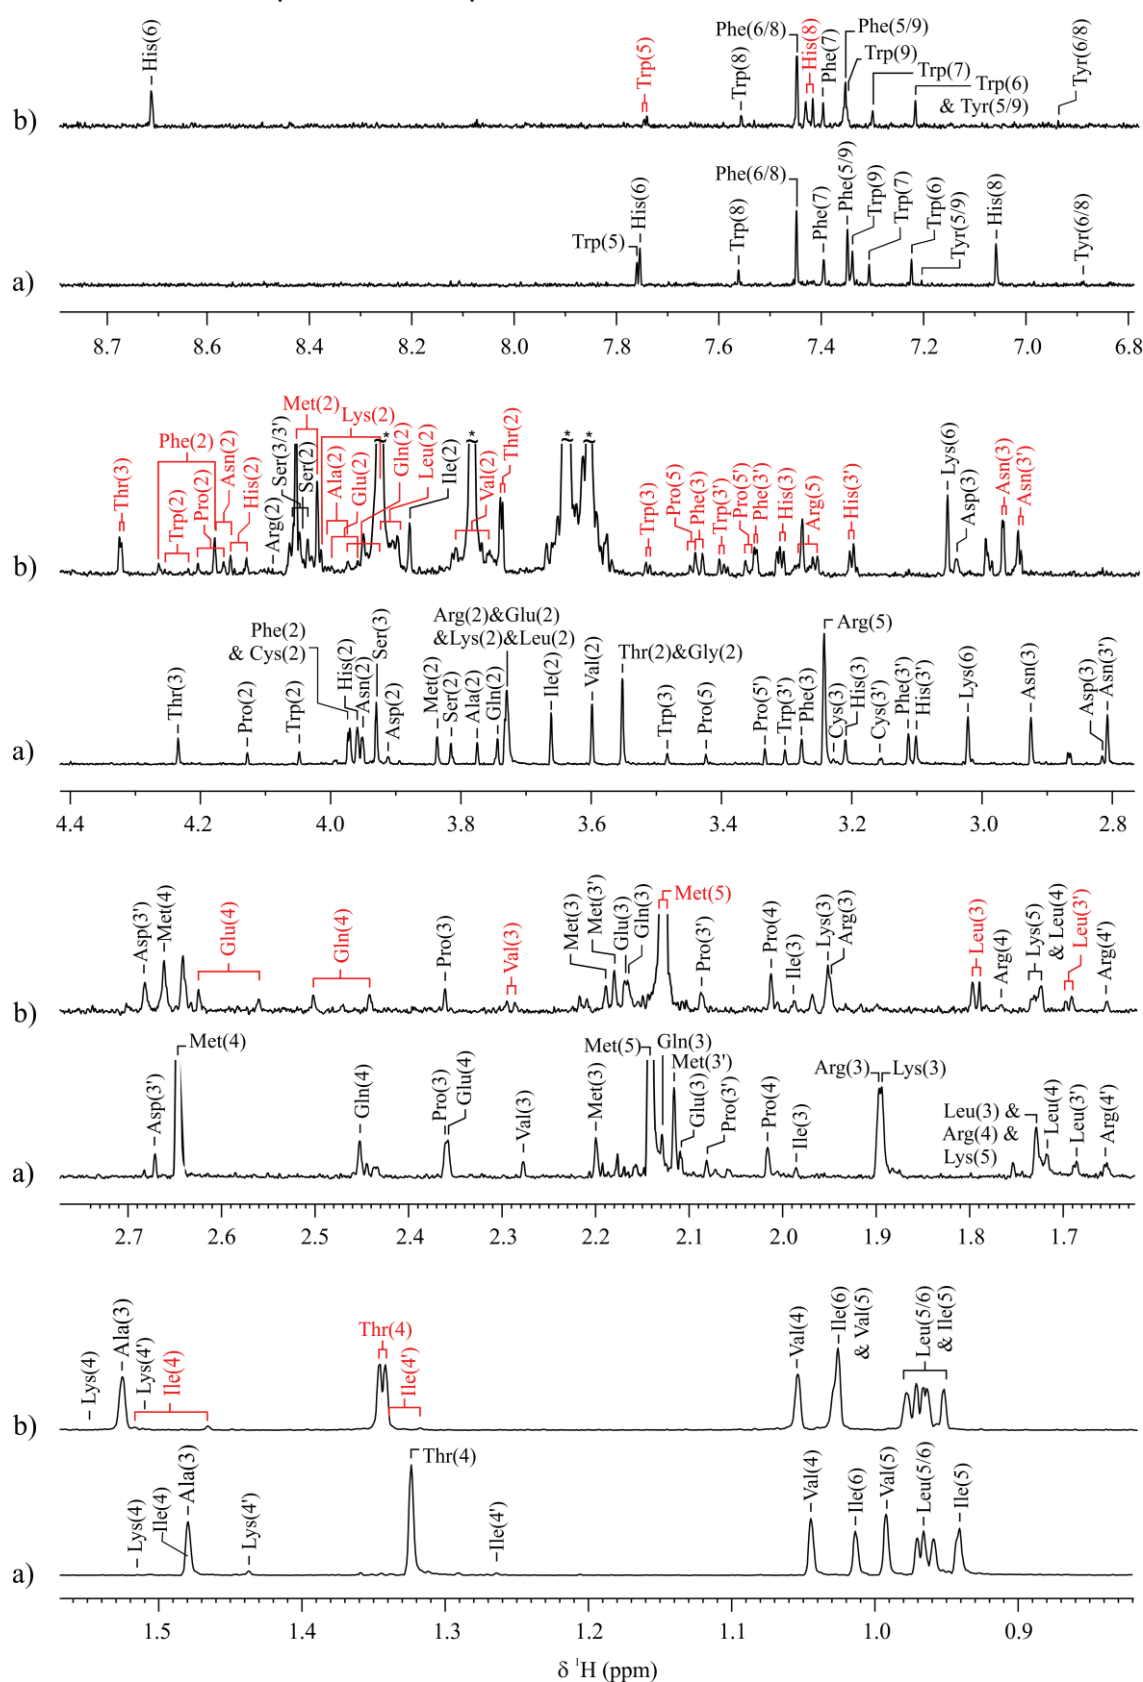 His(6)
Trp(5)
Trp(8)
Phe(6/8)
His(8)
Phe(7)
Phe(5/9)
Trp(9)
Trp(7)
Trp(6)
& Tyr(5/9)
Tyr(6/8)
b)
Trp(5)
His(6)
Trp(8)
Phe(6/8)
Phe(7)
Phe(5/9)
Trp(9)
Trp(7)
Trp(6)
Tyr(5/9)
His(8)
Tyr(6/8)
a)
8.7 8.6 8.4 8.2 8.0 7.8 7.6 7.4 7.2 7.0 6.8
Thr(3)
Phe(2)
Trp(2)
Pro(2)
Asn(2)
His(2)
Arg(2)
Ser(3/3')
Ser(2)
Met(2)
Lys(2)
Ala(2)
Glu(2)
*
Gln(2)
Leu(2)
Ile(2)
*
Val(2)
Thr(2)
*
*
Trp(3)
Pro(5)
Phe(3)
Trp(3')
Pro(5')
Phe(3')
His(3)
Arg(5)
His(3')
Lys(6)
Asp(3)
Asn(3)
Asn(3')
b)
Thr(3)
Pro(2)
Trp(2)
Phe(2)
& Cys(2)
His(2)
Asn(2)
Ser(3)
Asp(2)
Met(2)
Ser(2)
Ala(2)
Gln(2)
Arg(2)&Glu(2)
&Lys(2)&Leu(2)
Ile(2)
Val(2)
Thr(2)&Gly(2)
Trp(3)
Pro(5)
Pro(5')
Trp(3')
Phe(3)
Arg(5)
Cys(3)
His(3)
Cys(3')
Phe(3')
His(3')
Lys(6)
Asn(3)
Asp(3)
Asn(3')
a)
4.4 4.2 4.0 3.8 3.6 3.4 3.2 3.0 2.8
Asp(3')
Met(4)
Glu(4)
Gln(4)
Pro(3)
Val(3)
Met(3)
Met(3')
Glu(3)
Gln(3)
Met(5)
Pro(3')
Pro(4)
Ile(3)
Lys(3)
Arg(3)
Leu(3)
Arg(4)
Lys(5)
& Leu(4)
Leu(3')
Arg(4')
b)
Asp(3')
Met(4)
Gln(4)
Pro(3)
Glu(4)
Val(3)
Met(3)
Met(5)
Gln(3)
Met(3')
Glu(3)
Pro(3')
Pro(4)
Ile(3)
Arg(3)
Lys(3)
Leu(3) &
Arg(4) &
Lys(5)
Leu(4)
Leu(3')
Arg(4')
a)
2.7 2.6 2.5 2.4 2.3 2.2 2.1 2.0 1.9 1.8 1.7
Lys(4)
Ala(3)
Lys(4')
Ile(4)
Thr(4)
Ile(4')
Val(4)
Ile(6)
& Val(5)
Leu(5/6)
& Ile(5)
b)
Lys(4)
Ile(4)
Ala(3)
Lys(4')
Thr(4)
Ile(4')
Val(4)
Ile(6)
Val(5)
Leu(5/6)
Ile(5)
a)
1.5 1.4 1.3 1.2 1.1 1.0 0.9
δ ¹H (ppm)